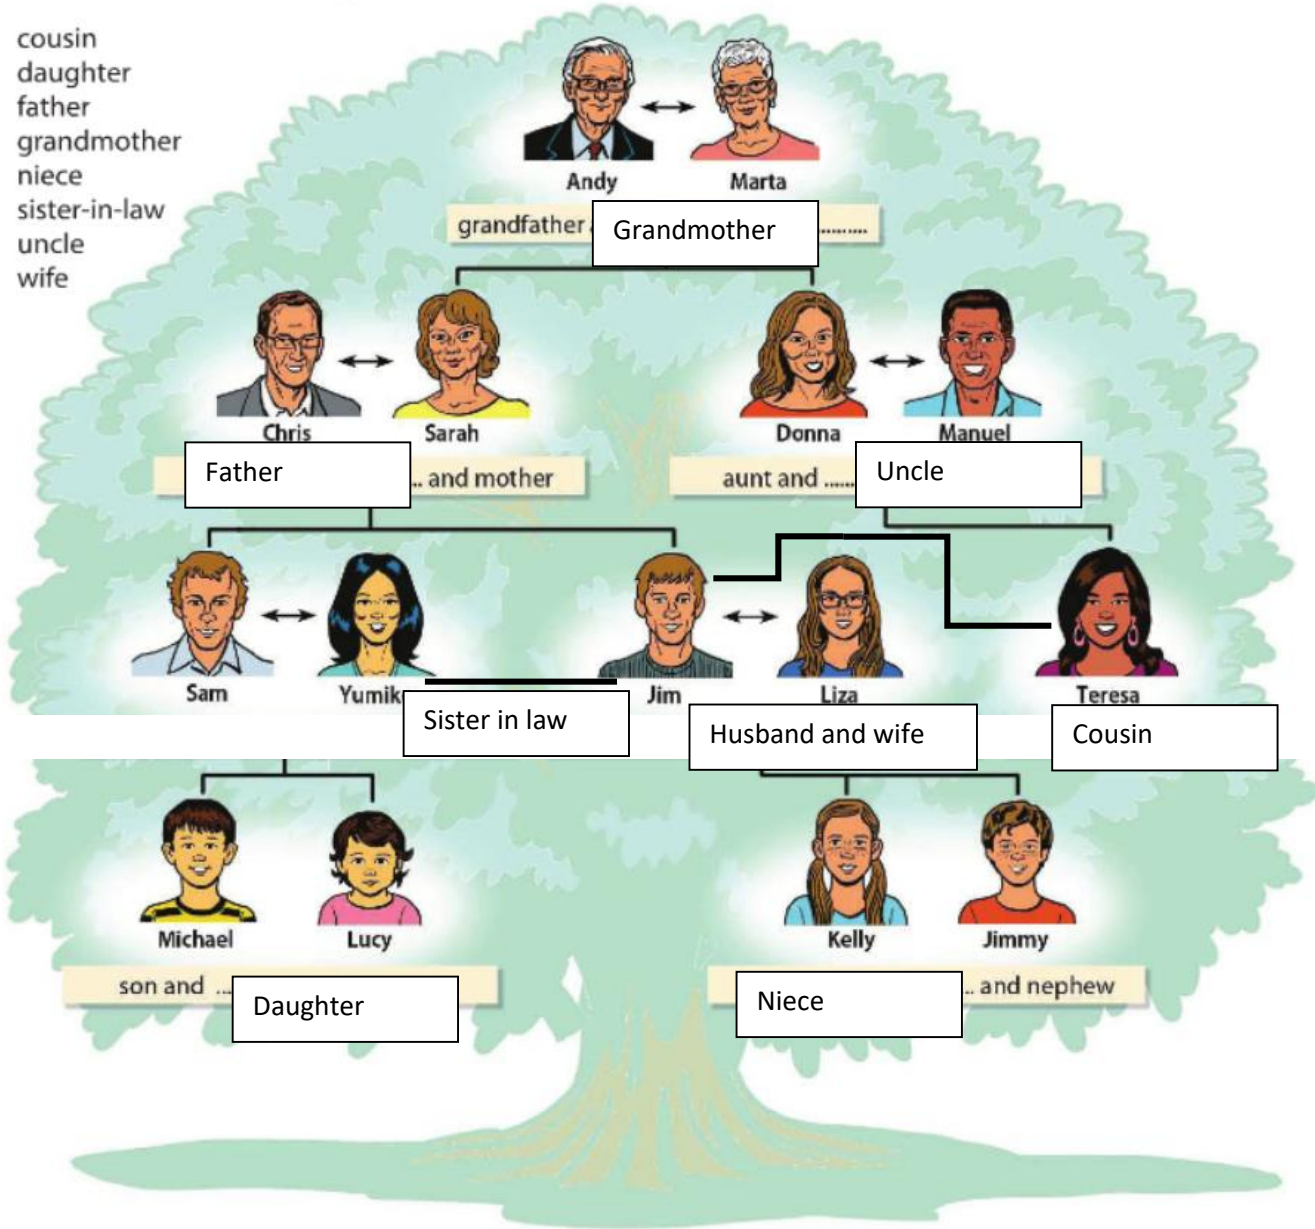 cousin
daughter
father
grandmother
niece
sister-in-law
uncle
wife
Andy Marta
grandfather Grandmother ..........
Chris Sarah Donna Manuel
Father .. and mother
aunt and ...... Uncle
Sam Jim Liza Teresa
Sister in law
Husband and wife
Cousin
Michael Lucy Kelly Jimmy
son and ... Daughter
Niece .. and nephew